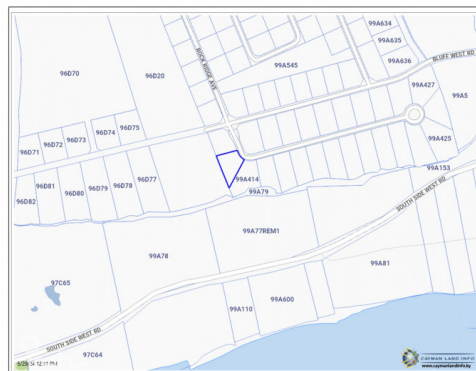 99A634
99A635
BLUFF WEST RD
99A636
96D70
96D20
ROCK RIDGE AVE
99A545
99A427
99A5
96D75
96D74
96D73
96D72
96D71
99A425
99A153
96D77
96D78
96D79
96D80
96D81
96D82
99A414
99A79
SOUTH SIDE WEST RD
99A77REM1
99A78
99A81
97C65
99A600
99A110
SOUTH SIDE WEST RD
97C64
CAYMAN LAND INFO
www.caymanlandinfo.ky